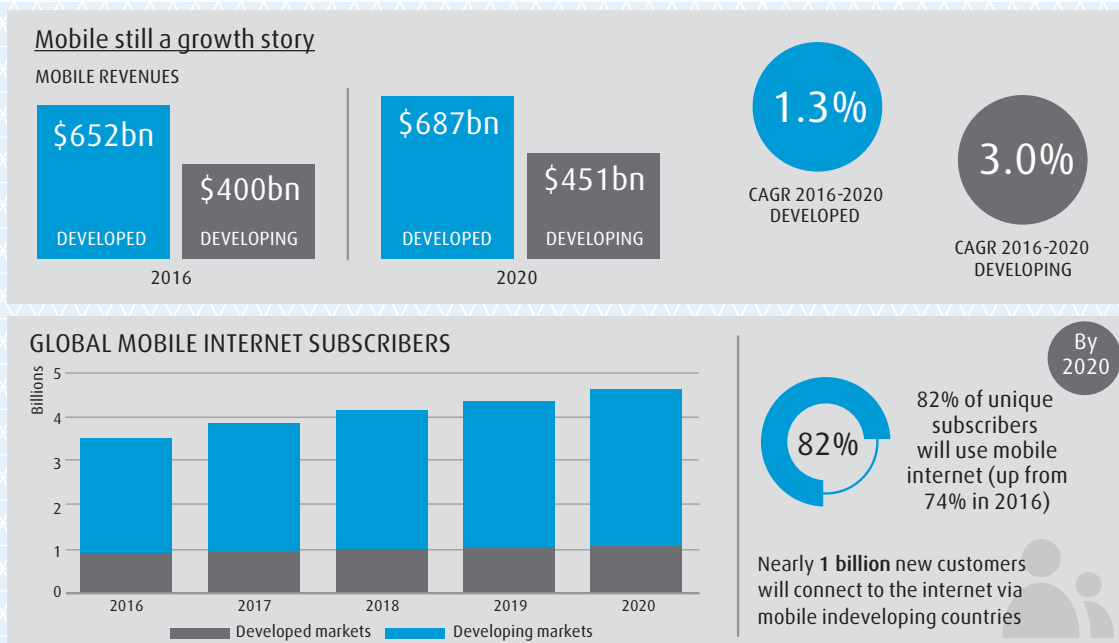 Mobile still a growth story
MOBILE REVENUES
$652bn
DEVELOPED
$400bn
DEVELOPING
2016
$687bn
DEVELOPED
$451bn
DEVELOPING
2020
1.3%
CAGR 2016-2020
DEVELOPED
3.0%
CAGR 2016-2020
DEVELOPING
GLOBAL MOBILE INTERNET SUBSCRIBERS
Billions
5
4
3
2
1
0
2016
2017
2018
2019
2020
Developed markets
Developing markets
By
2020
82%
82% of unique
subscribers
will use mobile
internet (up from
74% in 2016)
Nearly 1 billion new customers
will connect to the internet via
mobile indeveloping countries